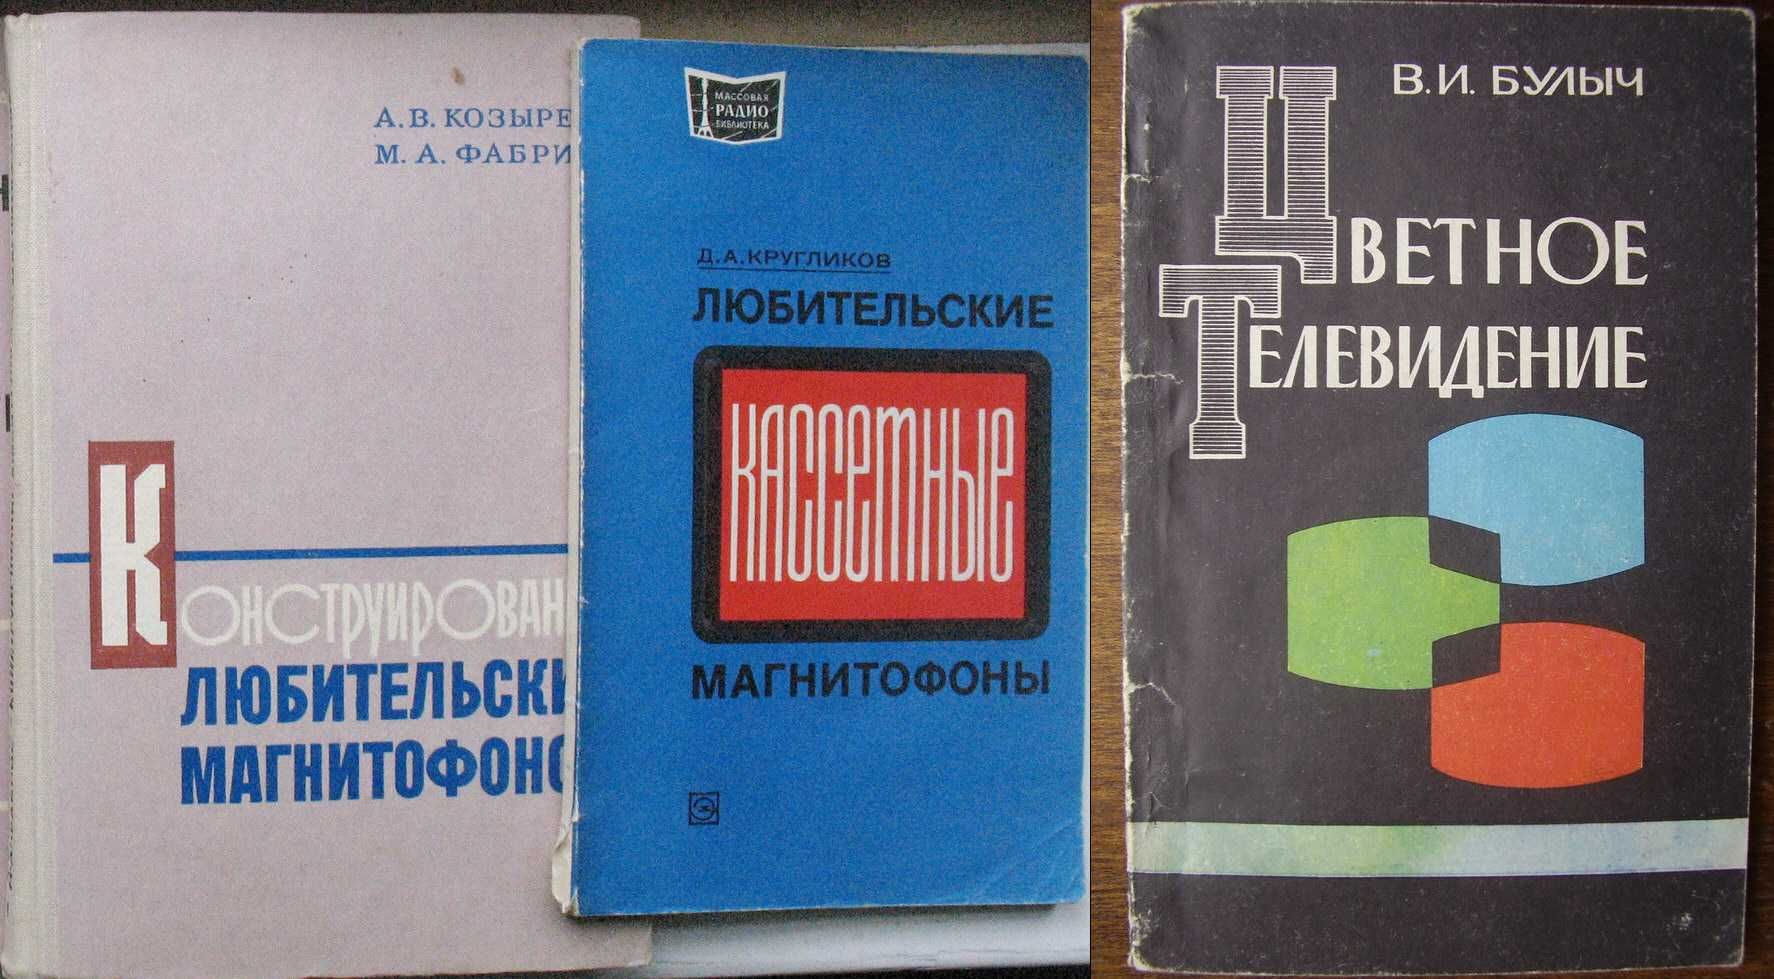 А. В. КОЗЫРЕ
М. А. ФАБРИ
КОНСТРУИРОВАН
ЛЮБИТЕЛЬСКИ
МАГНИТОФОНО
МАССОВАЯ
РАДИО
БИБЛИОТЕКА
Д.А.КРУГЛИКОВ
ЛЮБИТЕЛЬСКИЕ
КАССЕТНЫЕ
МАГНИТОФОНЫ
В.И. БУЛЫЧ
ЦВЕТНОЕ
ТЕЛЕВИДЕНИЕ